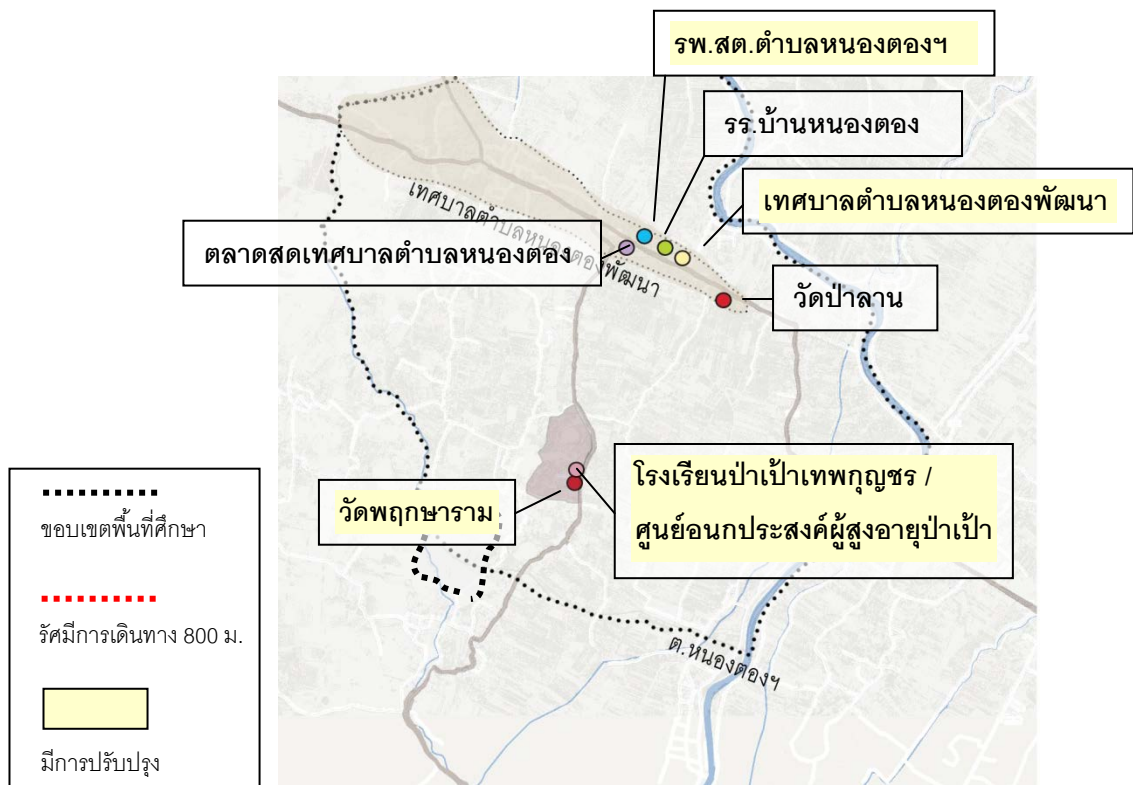 รพ.สต.ตำบลหนองตองฯ
รร.บ้านหนองตอง
เทศบาลตำบลหนองตองพัฒนา
เทศบาลตำบลหนองตองพัฒนา
ตลาดสดเทศบาลตำบลหนองตอง
วัดป่าลาน
โรงเรียนป่าเป้าเทพกุญชร /
ศูนย์อนกประสงค์ผู้สูงอายุป่าเป้า
วัดพฤกษาราม
ต.หนองตองฯ
ขอบเขตพื้นที่ศึกษา
รัศมีการเดินทาง 800 ม.
มีการปรับปรุง